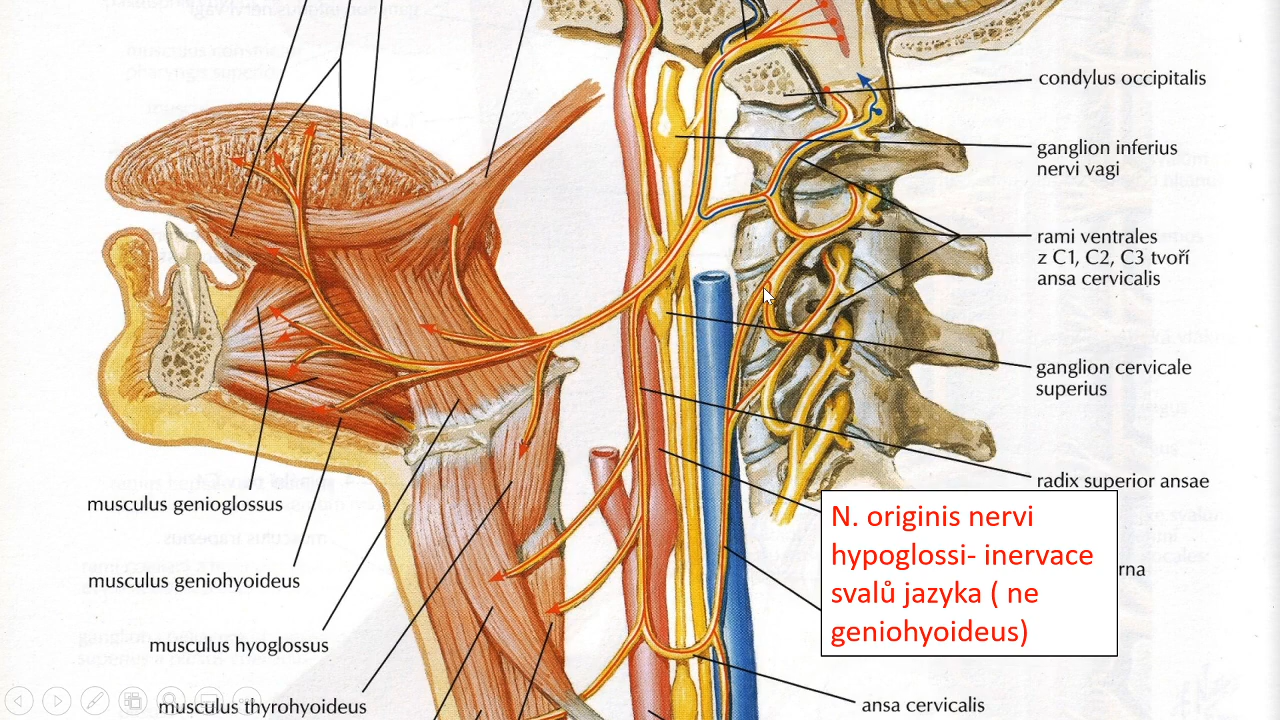 condylus occipitalis
ganglion inferius
nervi vagi
rami ventrales
z C1, C2, C3 tvoří
ansa cervicalis
ganglion cervicale
superius
radix superior ansae
N. originis nervi
hypoglossi- inervace
svalů jazyka ( ne
geniohyoideus)
rna
ansa cervicalis
musculus genioglossus
musculus geniohyoideus
musculus hyoglossus
musculus thyrohyoideus